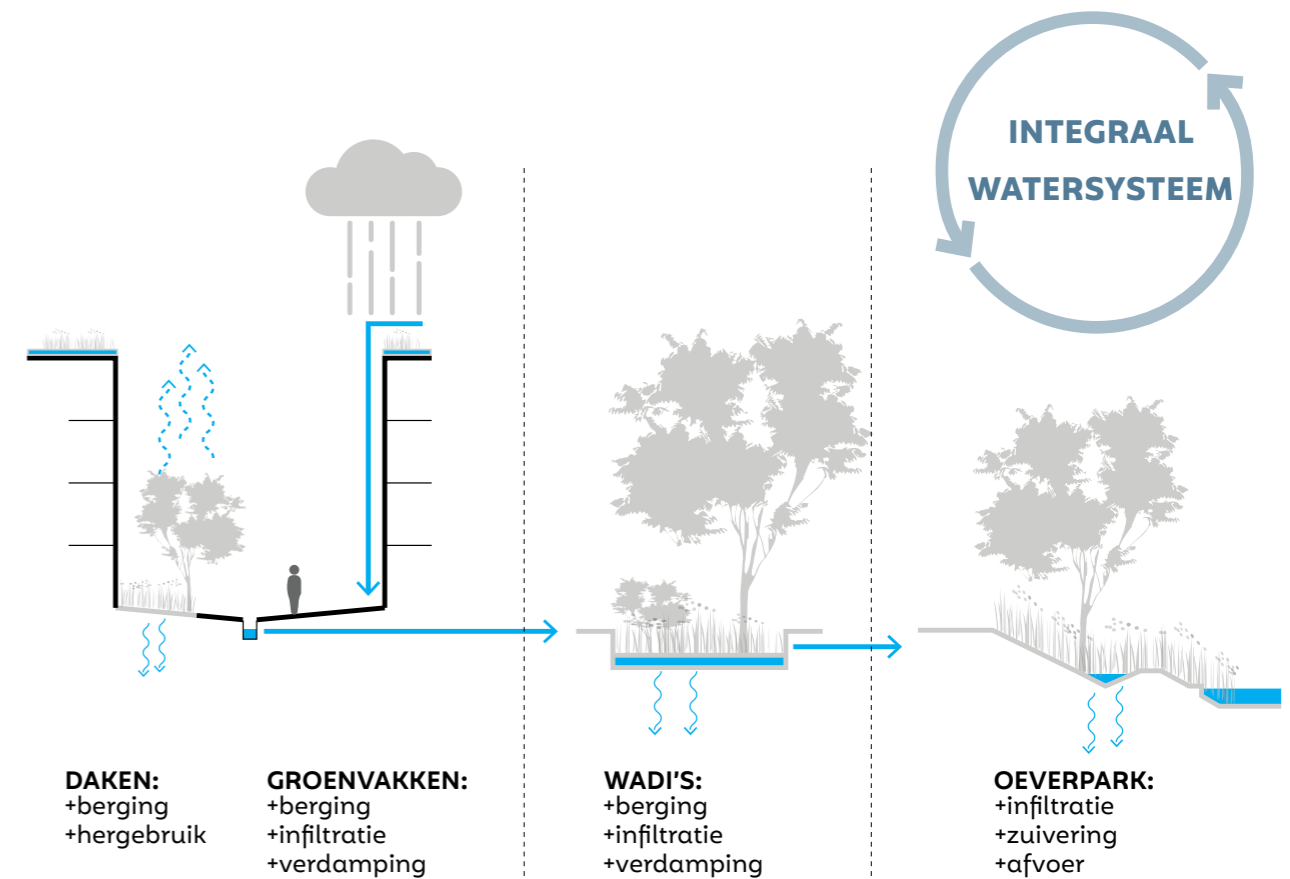 INTEGRAAL
WATERSYSTEEM
DAKEN:
+berging
+hergebruik
GROENVAKKEN:
+berging
+infiltratie
+verdamping
WADI'S:
+berging
+infiltratie
+verdamping
OEVERPARK:
+infiltratie
+zuivering
+afvoer